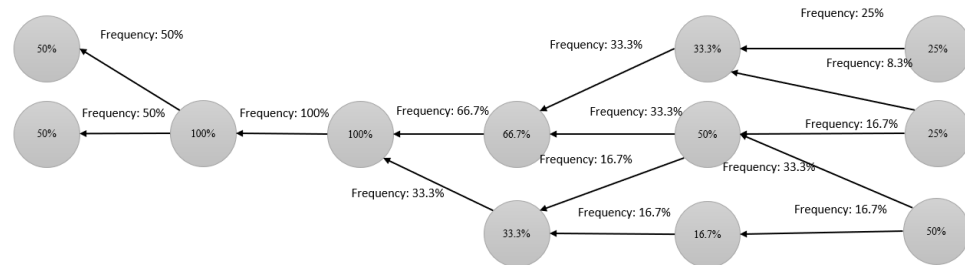 Frequency: 25%
Frequency: 50%
Frequency: 33.3%
50%
33.3%
25%
Frequency: 8.3%
Frequency: 50%
Frequency: 100%
Frequency: 66.7%
Frequency: 33.3%
Frequency: 16.7%
50%
100%
100%
66.7%
50%
25%
Frequency: 16.7%
Frequency: 33.3%
Frequency: 33.3%
Frequency: 16.7%
Frequency: 16.7%
33.3%
16.7%
50%